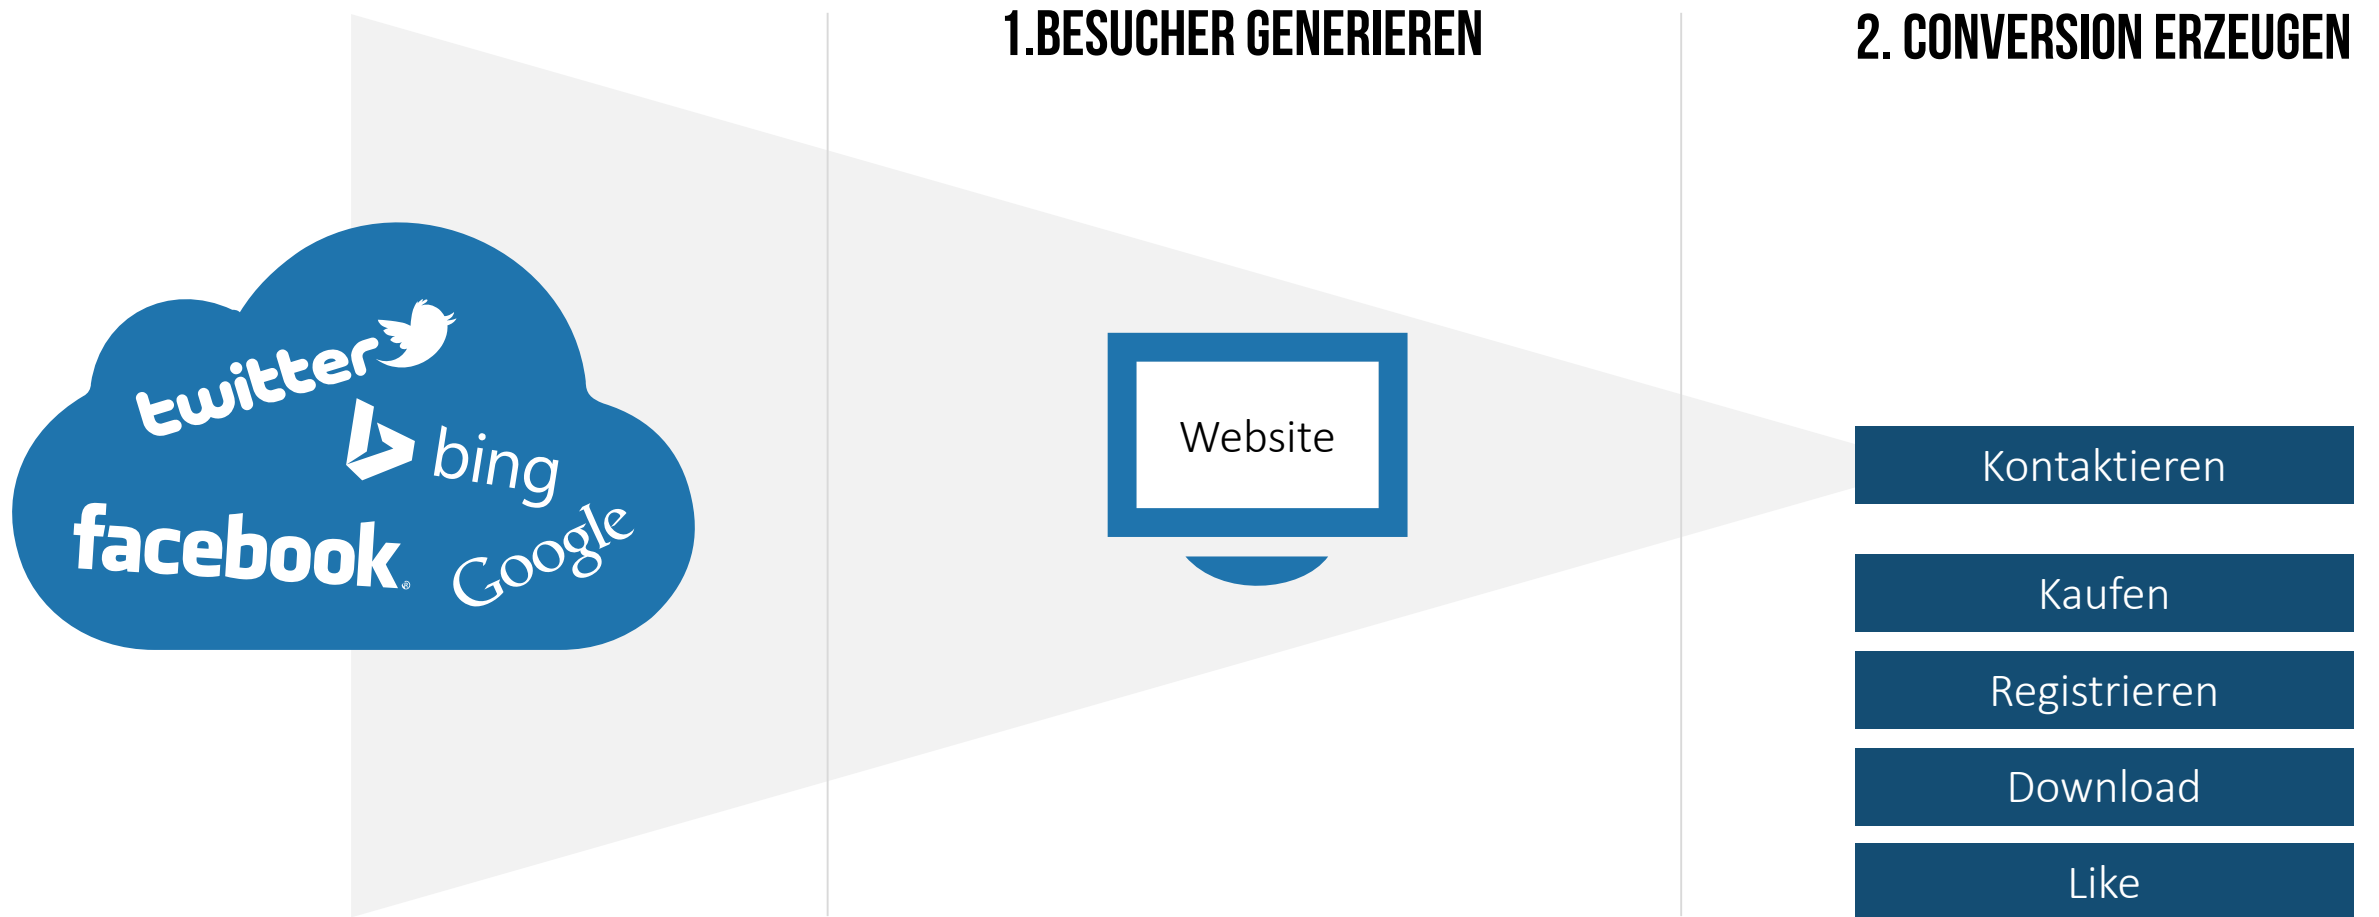 1.BESUCHER GENERIEREN
2. CONVERSION ERZEUGEN
twitter
bing
facebook®
Google
Website
Kontaktieren
Kaufen
Registrieren
Download
Like